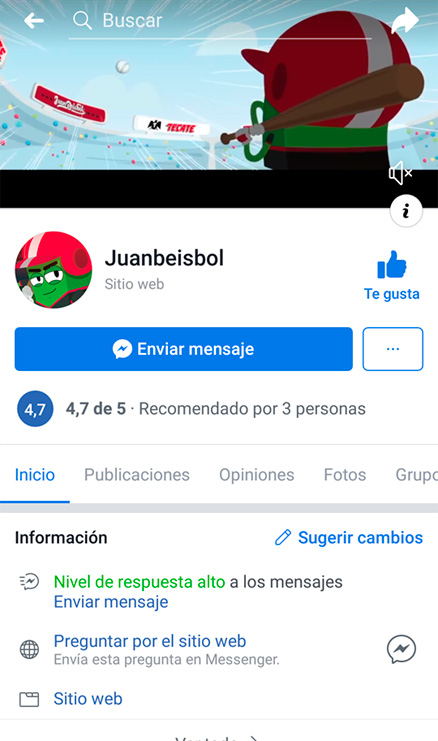 Buscar
AXA TECATE
Juanbeisbol
Sitio web
Te gusta
Enviar mensaje
4,7
4,7 de 5 · Recomendado por 3 personas
Inicio
Publicaciones
Opiniones
Fotos
Grupo
Información
Sugerir cambios
Nivel de respuesta alto a los mensajes
Enviar mensaje
Preguntar por el sitio web
Envía esta pregunta en Messenger.
Sitio web